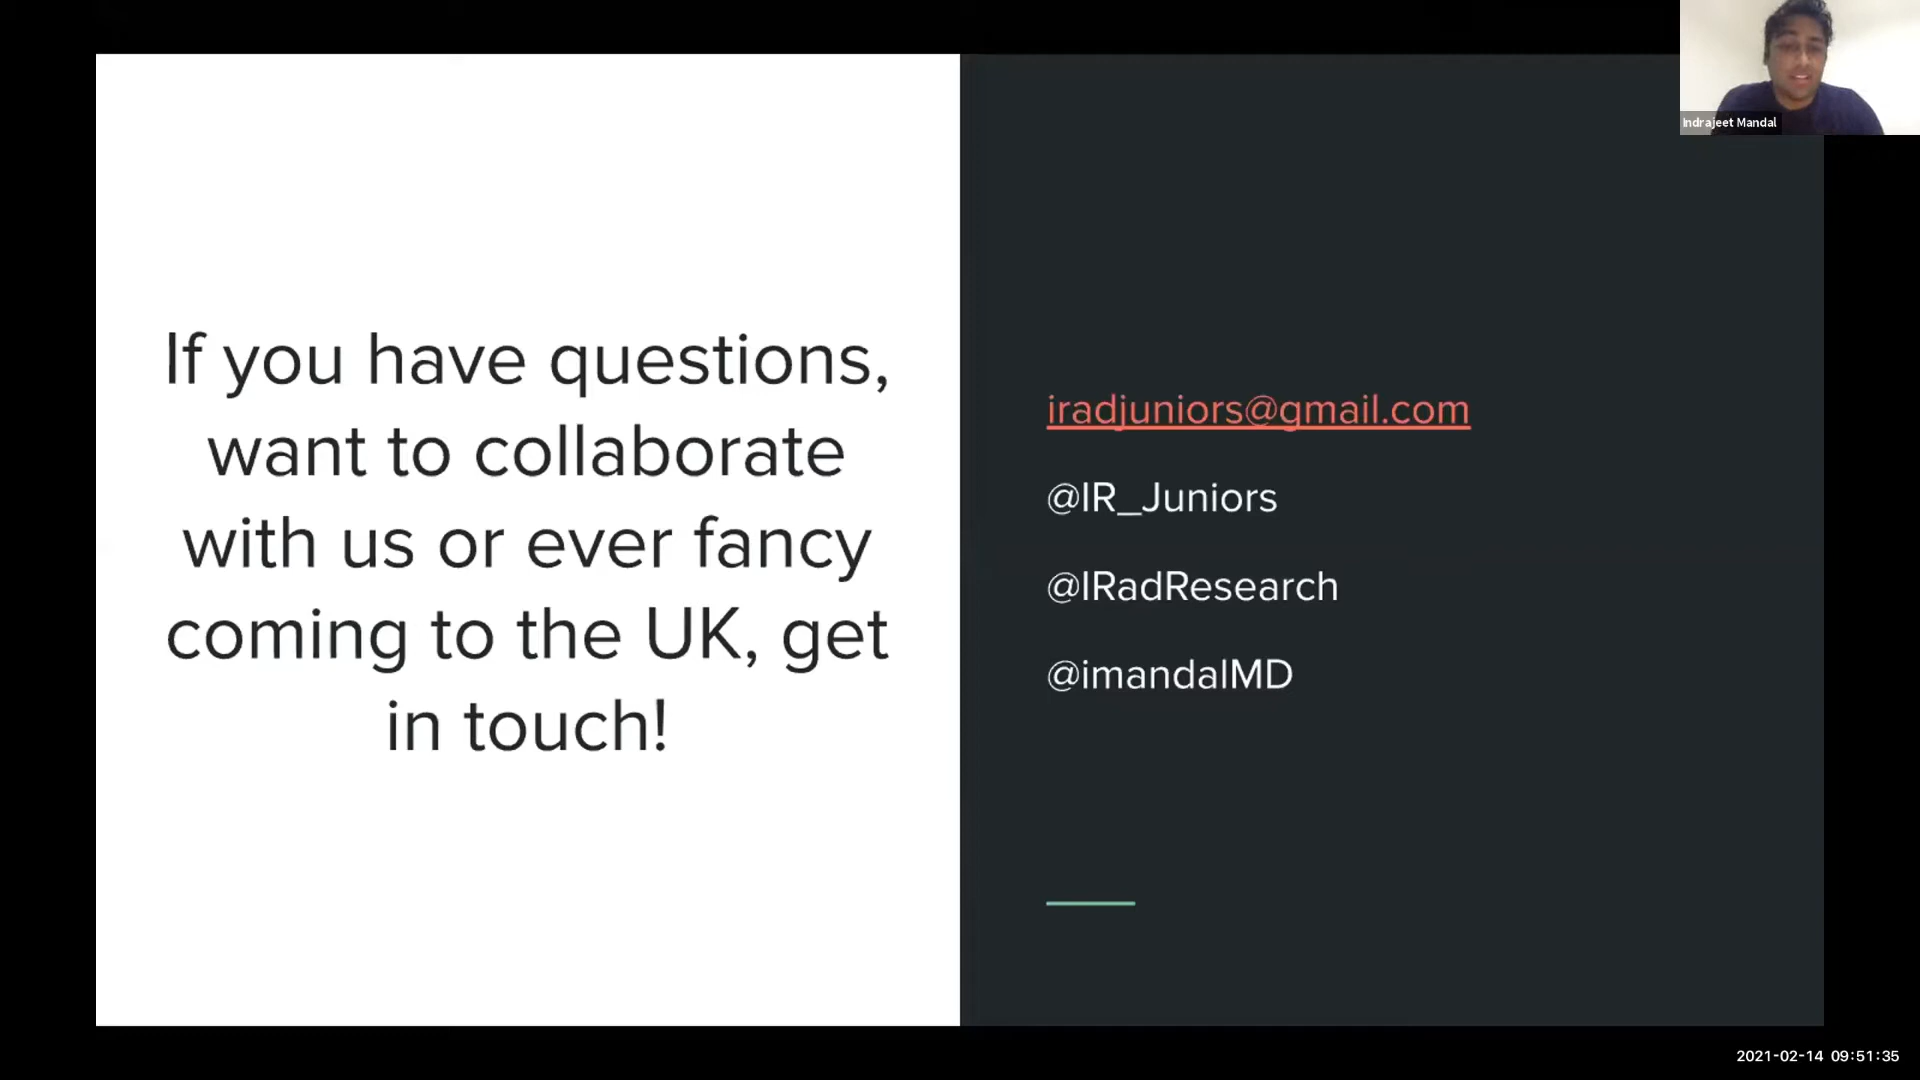 Indrajeet Mandal
If you have questions,
want to collaborate
with us or ever fancy
coming to the UK, get
in touch!
iradjuniors@gmail.com
@IR_Juniors
@IRadResearch
@imandalMD
2021-02-14 09:51:35